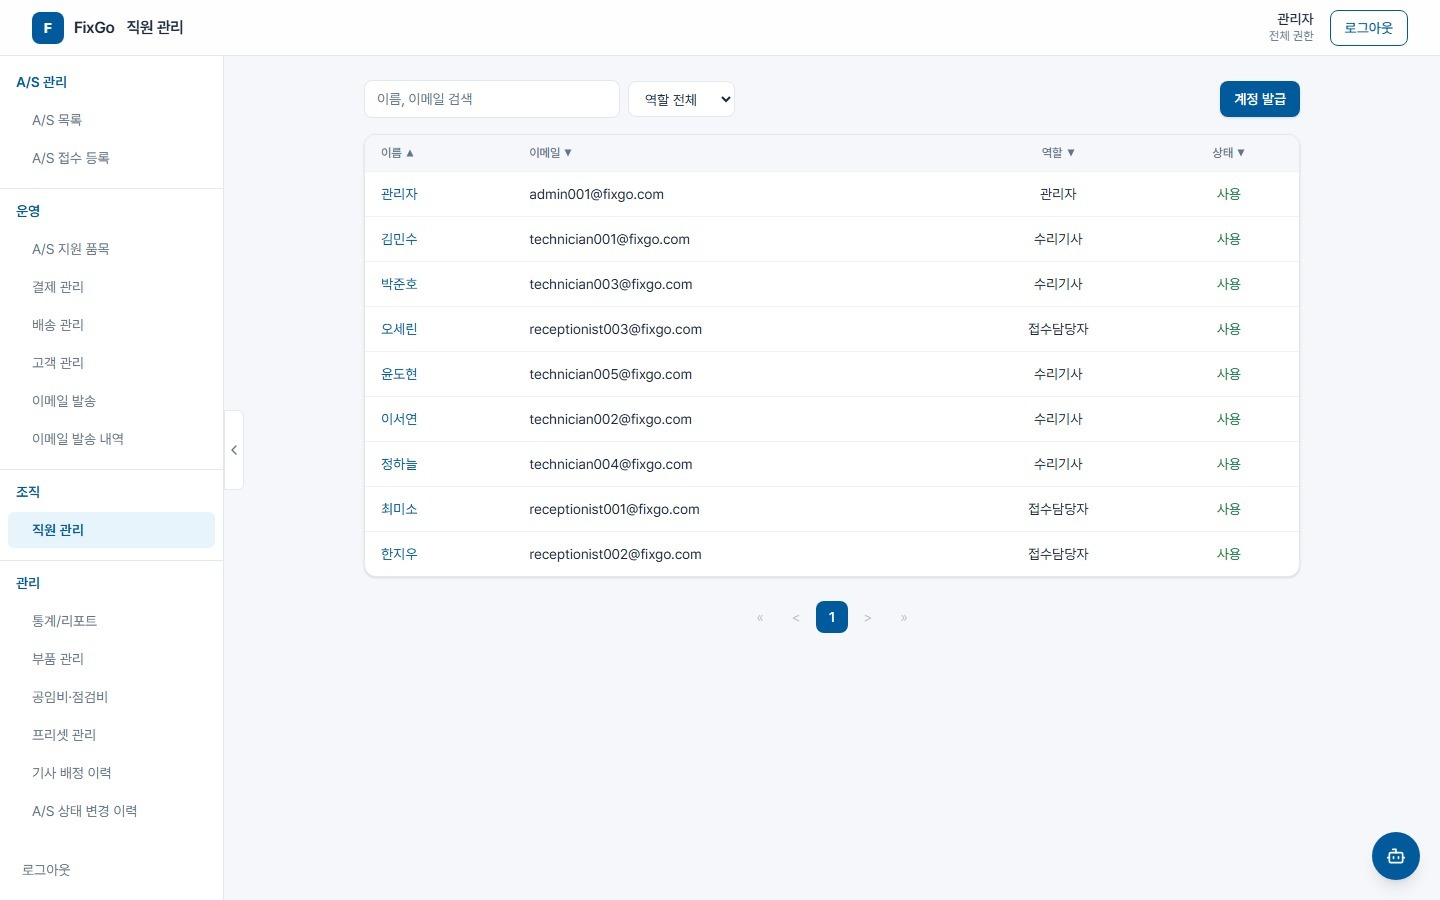 F FixGo 직원 관리
관리자
전체 권한
로그아웃
A/S 관리
A/S 목록
A/S 접수 등록
운영
A/S 지원 품목
결제 관리
배송 관리
고객 관리
이메일 발송
이메일 발송 내역
조직
직원 관리
관리
통계/리포트
부품 관리
공임비·점검비
프리셋 관리
기사 배정 이력
A/S 상태 변경 이력
로그아웃
이름, 이메일 검색 역할 전체 계정 발급
이름 ▲ 이메일 ▼ 역할 ▼ 상태 ▼
관리자 admin001@fixgo.com 관리자 사용
김민수 technician001@fixgo.com 수리기사 사용
박준호 technician003@fixgo.com 수리기사 사용
오세린 receptionist003@fixgo.com 접수담당자 사용
윤도현 technician005@fixgo.com 수리기사 사용
이서연 technician002@fixgo.com 수리기사 사용
정하늘 technician004@fixgo.com 수리기사 사용
최미소 receptionist001@fixgo.com 접수담당자 사용
한지우 receptionist002@fixgo.com 접수담당자 사용
« < 1 > »